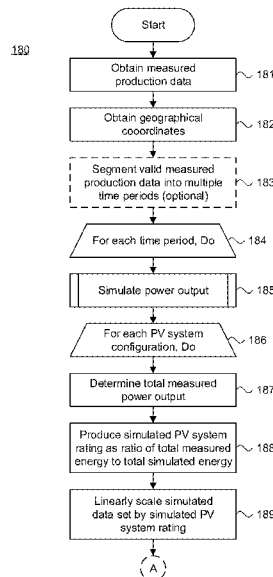 Start
180
Obtain measured
production data
181
Obtain geographical
cooordinates
182
Segment valid measured
production data into multiple
time periods (optional)
183
For each time period, Do
184
Simulate power output
185
For each PV system
configuration, Do
186
Determine total measured
power output
187
Produce simulated PV system
rating as ratio of total measured
energy to total simulated energy
188
Linearly scale simulated
data set by simulated PV
system rating
189
A